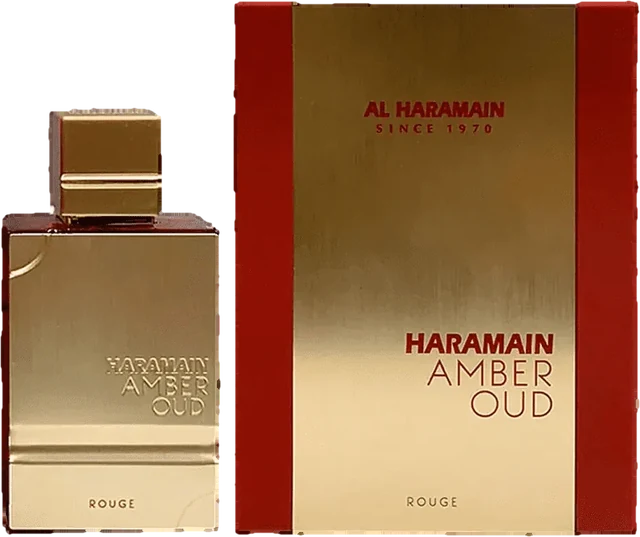 HARAMAIN
AMBER
OUD
ROUGE
AL HARAMAIN
SINCE 1970
HARAMAIN
AMBER
OUD
ROUGE